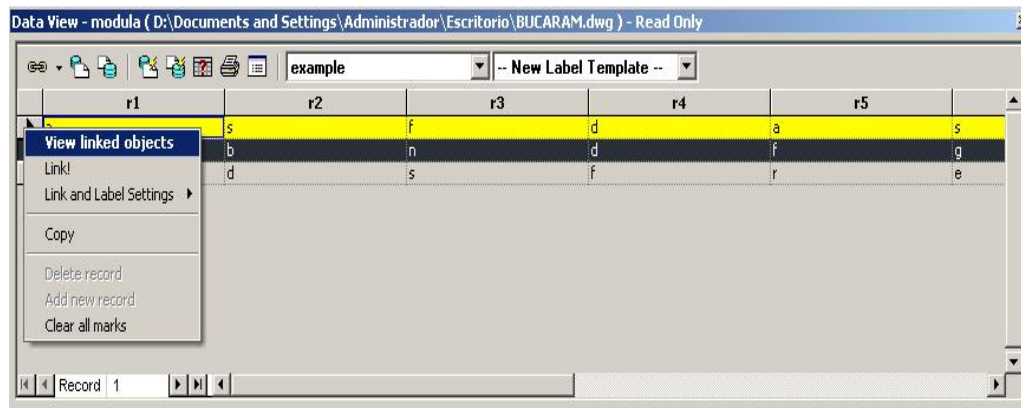 Data View - modula ( D:\Documents and Settings\Administrador\Escritorio\BUCARAM.dwg ) - Read Only
example -- New Label Template --
r1 r2 r3 r4 r5
s f d a s
View linked objects b n d f g
Link! d s f r e
Link and Label Settings
Copy
Delete record
Add new record
Clear all marks
Record 1